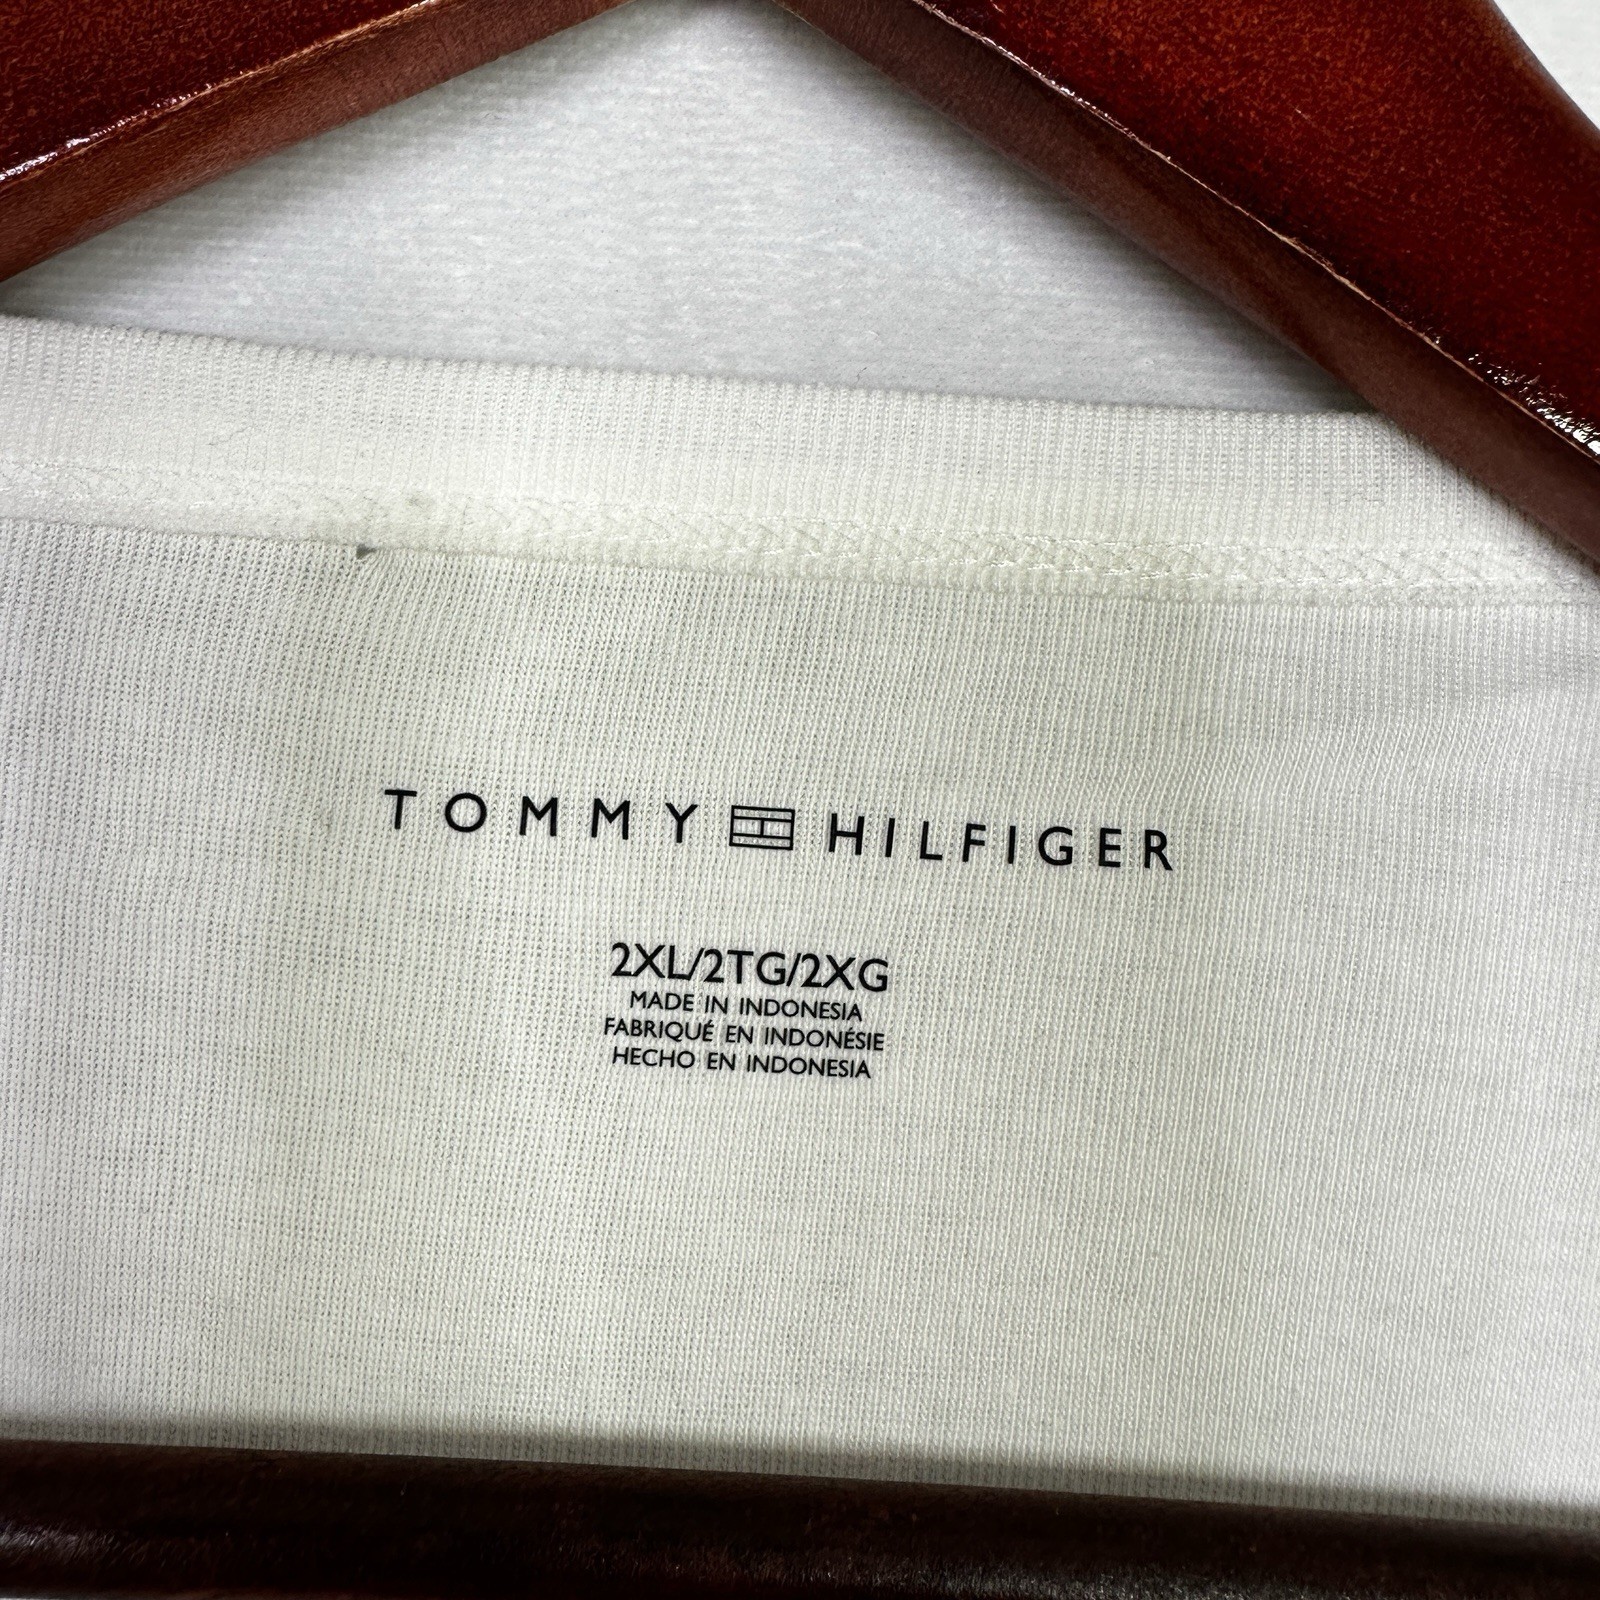 TOMMY HILFIGER
2XL/2TG/2XG
MADE IN INDONESIA
FABRIQUÉ EN INDONÉSIE
HECHO EN INDONESIA